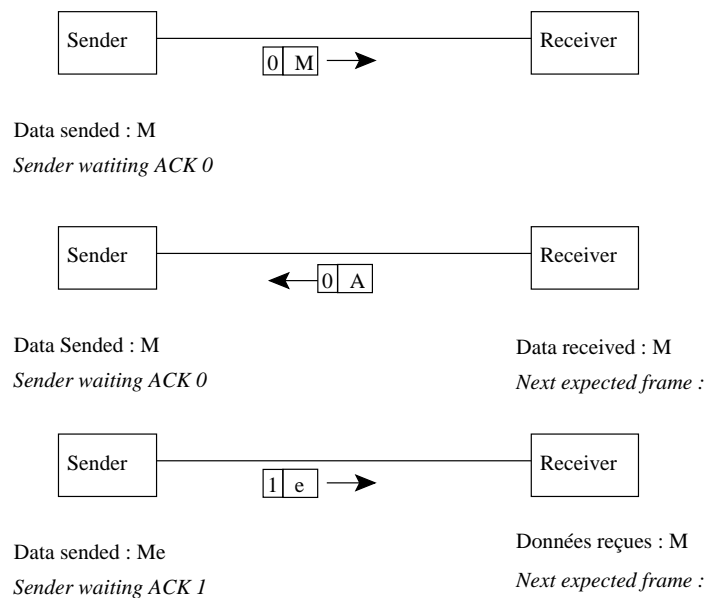 Sender
Receiver
0 M
Data sended : M
Sender watiting ACK 0
Sender
Receiver
0 A
Data Sended : M
Sender waiting ACK 0
Data received : M
Next expected frame :
Sender
Receiver
1 e
Data sended : Me
Sender waiting ACK 1
Données reçues : M
Next expected frame :